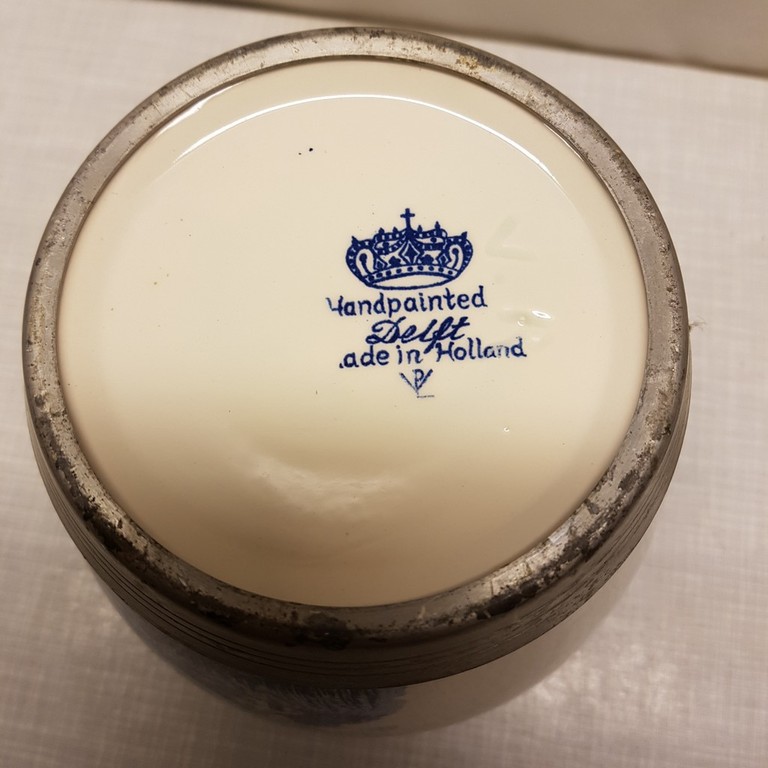 Handpainted
Delft
ade in Holland
P